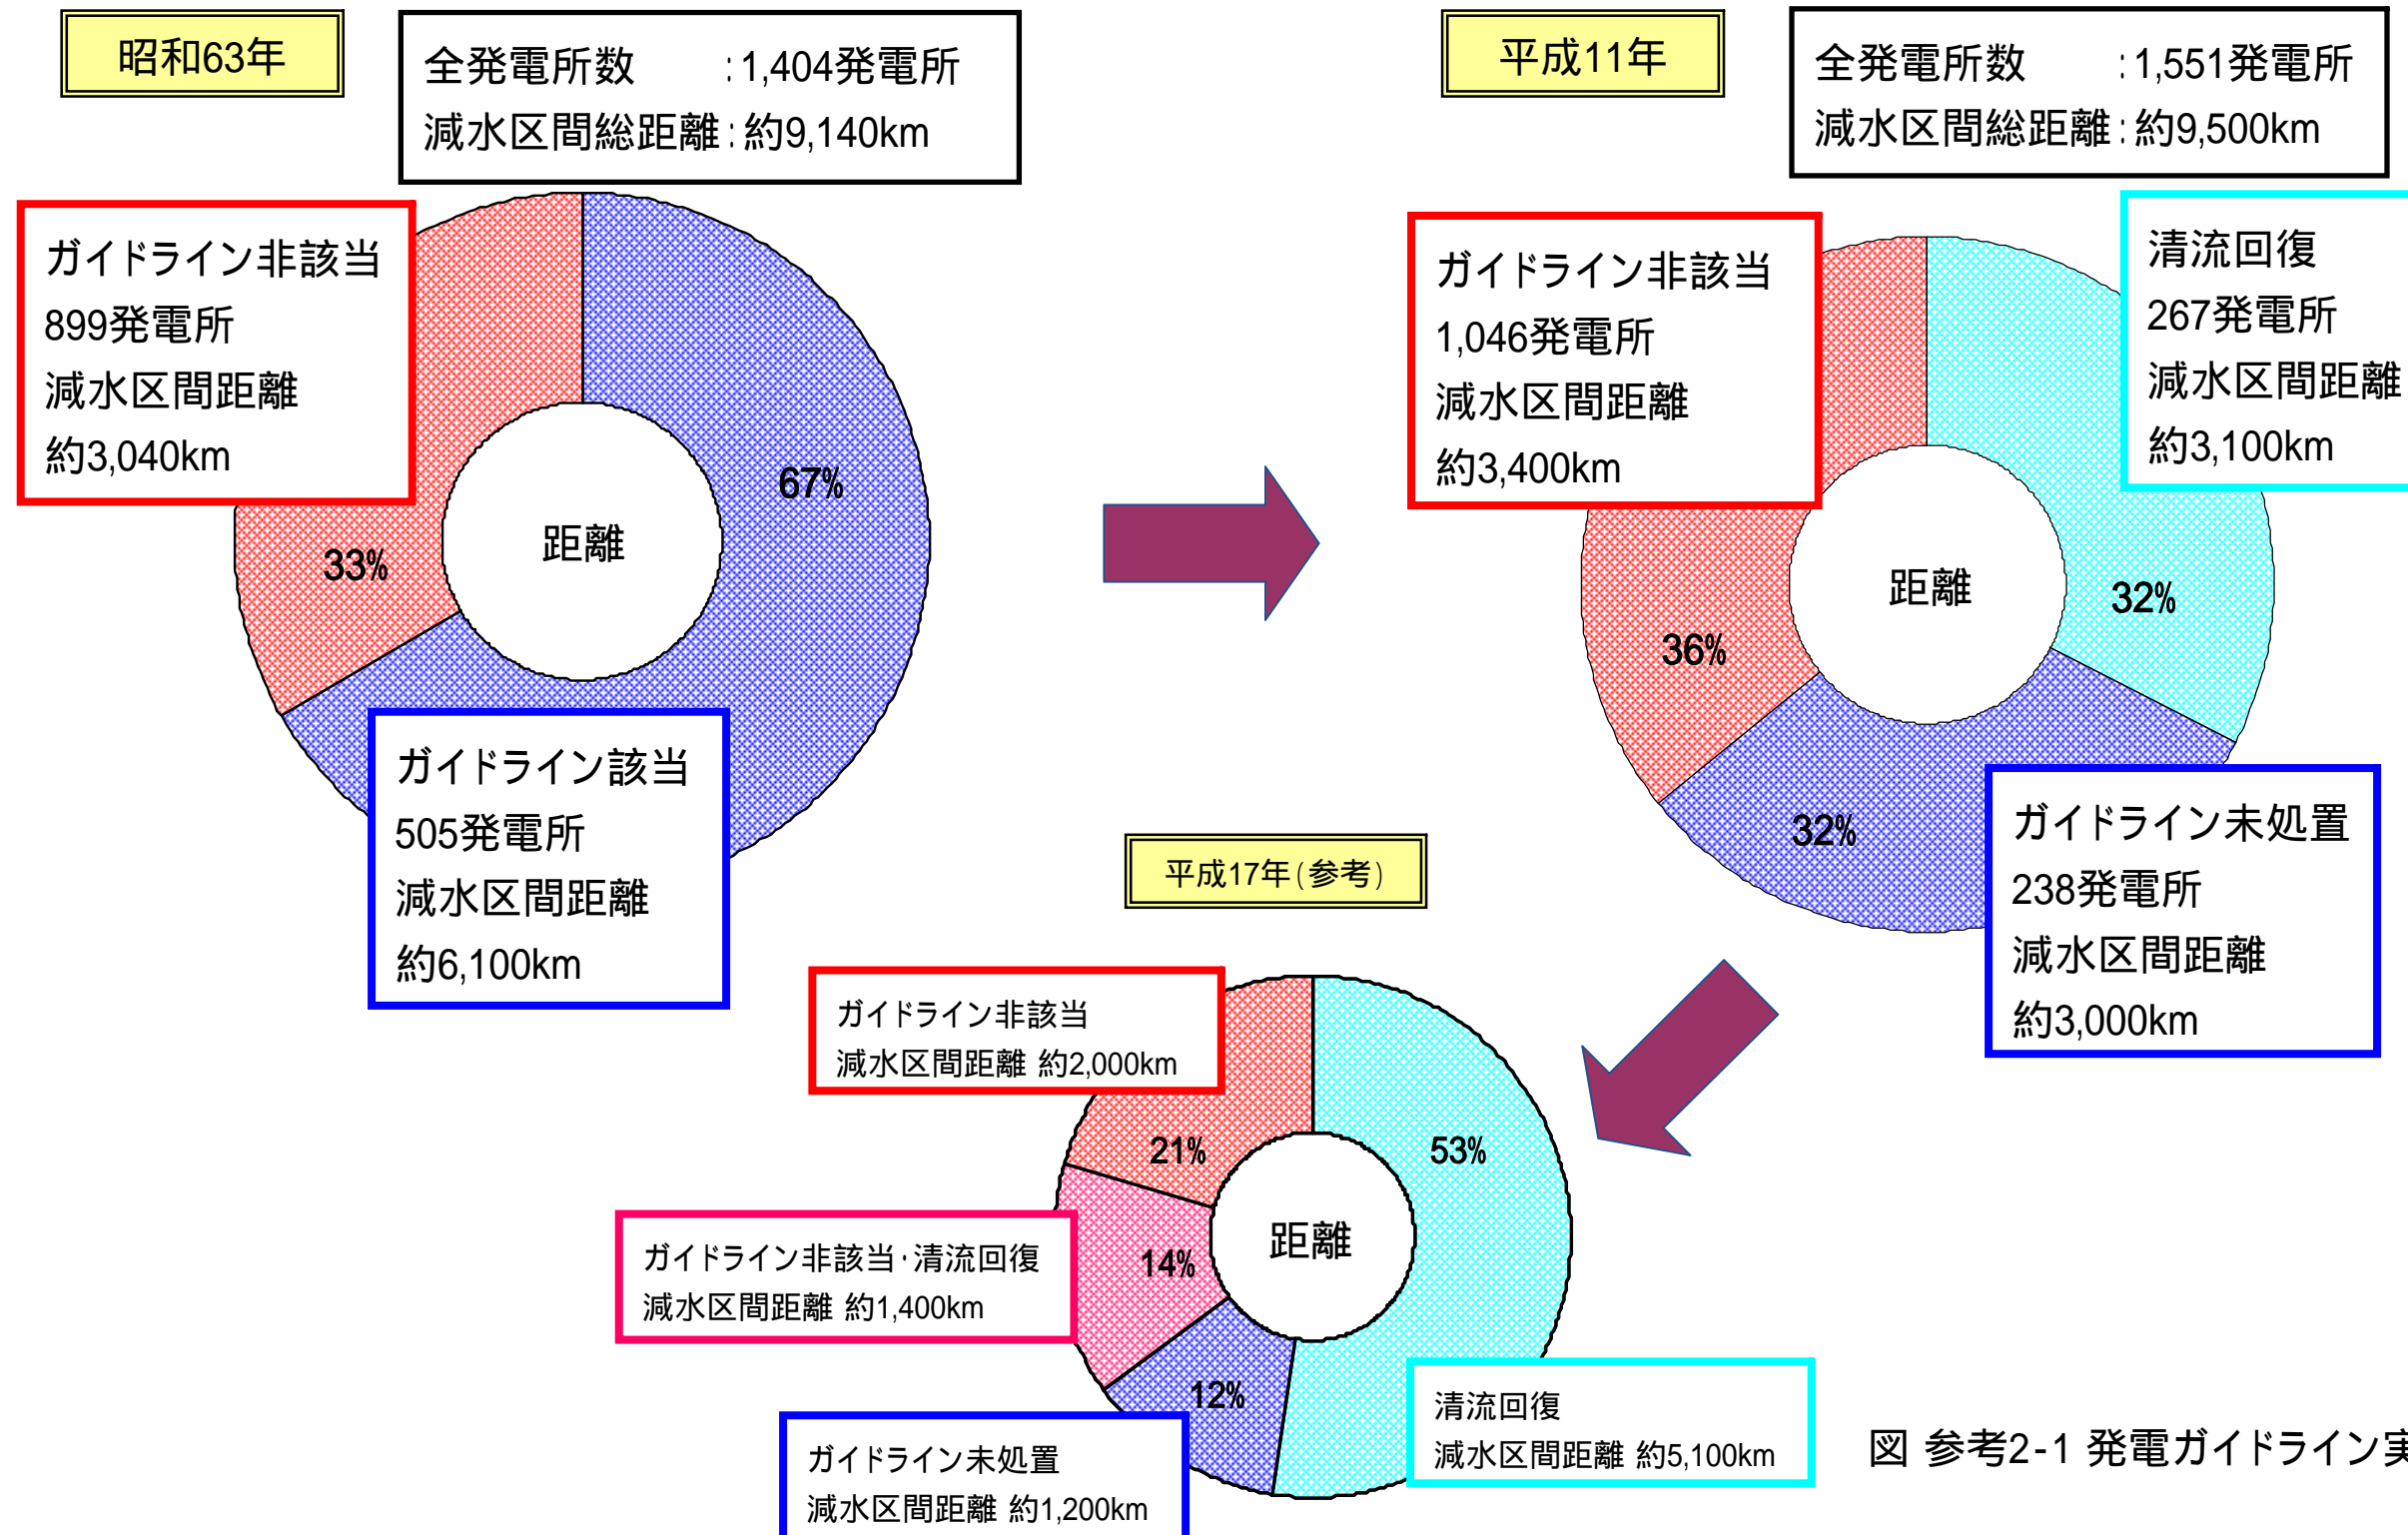 昭和63年
全発電所数 :1,404発電所
減水区間総距離:約9,140km
ガイドライン非該当
899発電所
減水区間距離
約3,040km
67%
33%
距離
ガイドライン該当
505発電所
減水区間距離
約6,100km
平成11年
全発電所数 :1,551発電所
減水区間総距離:約9,500km
ガイドライン非該当
1,046発電所
減水区間距離
約3,400km
清流回復
267発電所
減水区間距離
約3,100km
距離
32%
36%
32%
ガイドライン未処置
238発電所
減水区間距離
約3,000km
平成17年(参考)
ガイドライン非該当
減水区間距離 約2,000km
21%
53%
距離
ガイドライン非該当・清流回復
減水区間距離 約1,400km
14%
12%
清流回復
減水区間距離 約5,100km
ガイドライン未処置
減水区間距離 約1,200km
図 参考2-1 発電ガイドライン実